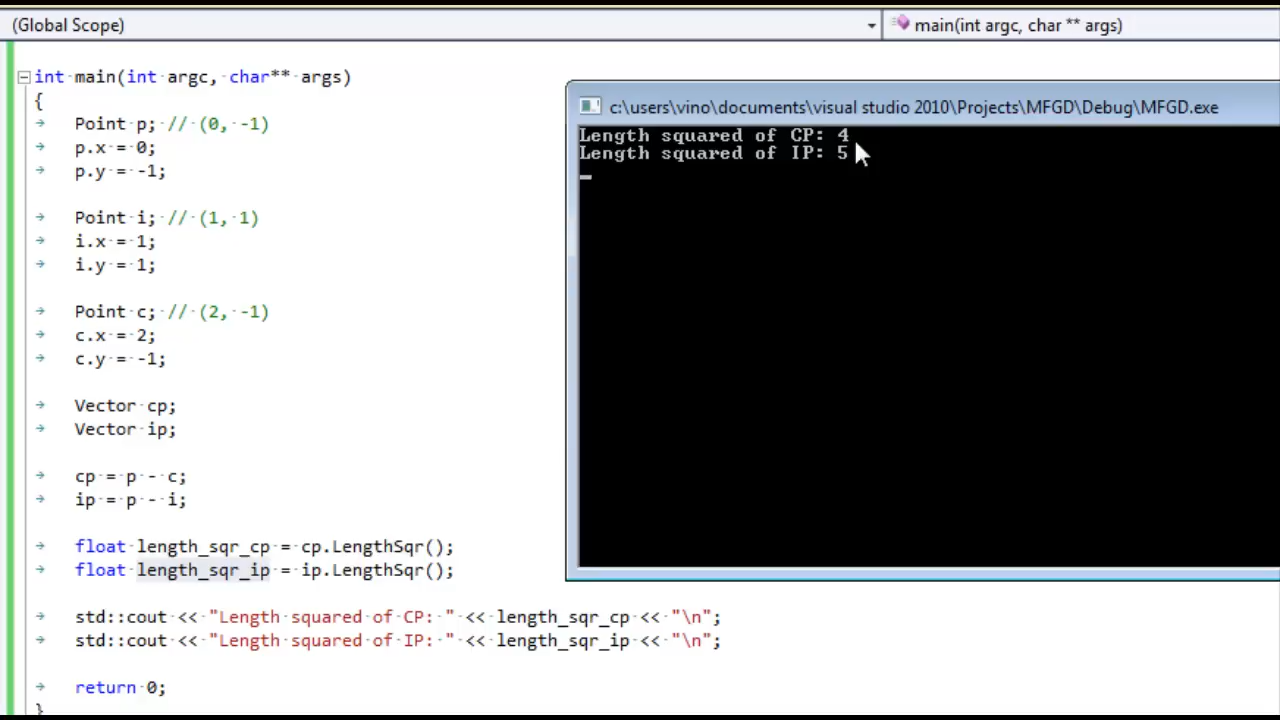 (Global Scope)
main(int argc, char ** args)
int main(int argc, char** args)
{
Point p; // (0, -1)
p.x = 0;
p.y = -1;
Point i; // (1, 1)
i.x = 1;
i.y = 1;
Point c; // (2, -1)
c.x = 2;
c.y = -1;
Vector cp;
Vector ip;
cp = p - c;
ip = p - i;
float length_sqr_cp = cp.LengthSqr();
float length_sqr_ip = ip.LengthSqr();
std::cout << "Length squared of CP: " << length_sqr_cp << "\n";
std::cout << "Length squared of IP: " << length_sqr_ip << "\n";
return 0;
}
c:\users\vino\documents\visual studio 2010\Projects\MFGD\Debug\MFGD.exe
Length squared of CP: 4
Length squared of IP: 5